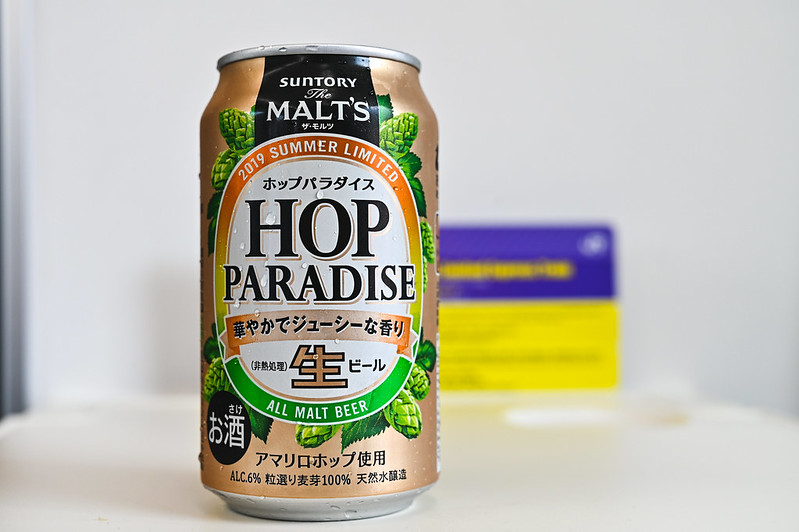 SUNTORY
The
MALT'S
ザ・モルツ
2019 SUMMER LIMITED
ホップパラダイス
HOP
PARADISE
華やかでジューシーな香り
(非熱処理) 生 ビール
ALL MALT BEER
さけ
お酒
アマリロホップ使用
ALC.6% 粒選り麦芽100% 天然水醸造